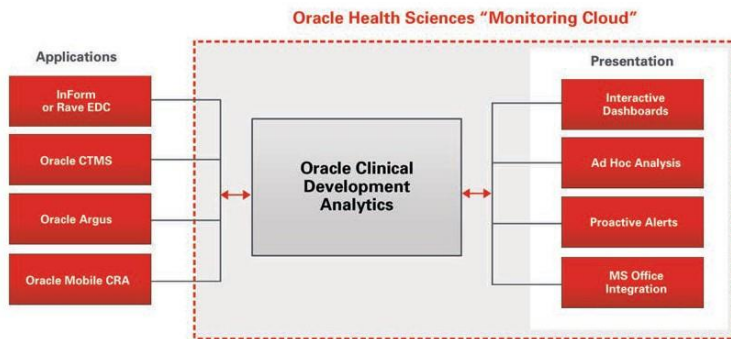 Oracle Health Sciences “Monitoring Cloud”
Applications
InForm
or Rave EDC
Oracle CTMS
Oracle Argus
Oracle Mobile CRA
Oracle Clinical
Development
Analytics
Presentation
Interactive
Dashboards
Ad Hoc Analysis
Proactive Alerts
MS Office
Integration